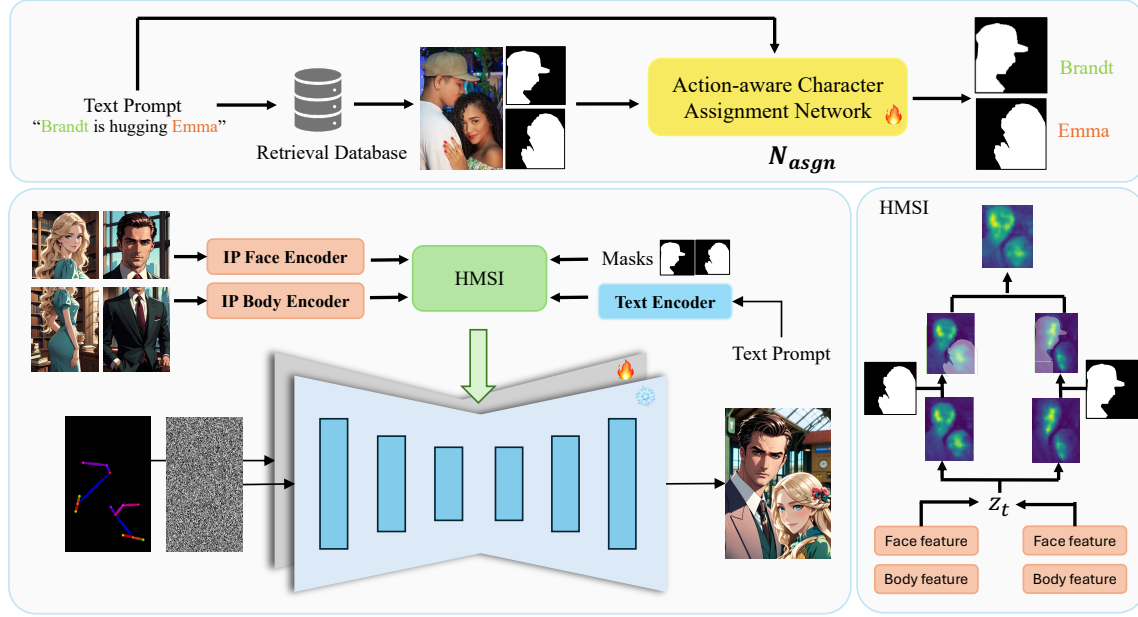 Text Prompt
“Brandt is hugging Emma”
Retrieval Database
Action-aware Character
Assignment Network
N_asgn
Brandt
Emma
IP Face Encoder
IP Body Encoder
HMSI
Masks
Text Encoder
Text Prompt
HMSI
z_t
Face feature
Face feature
Body feature
Body feature